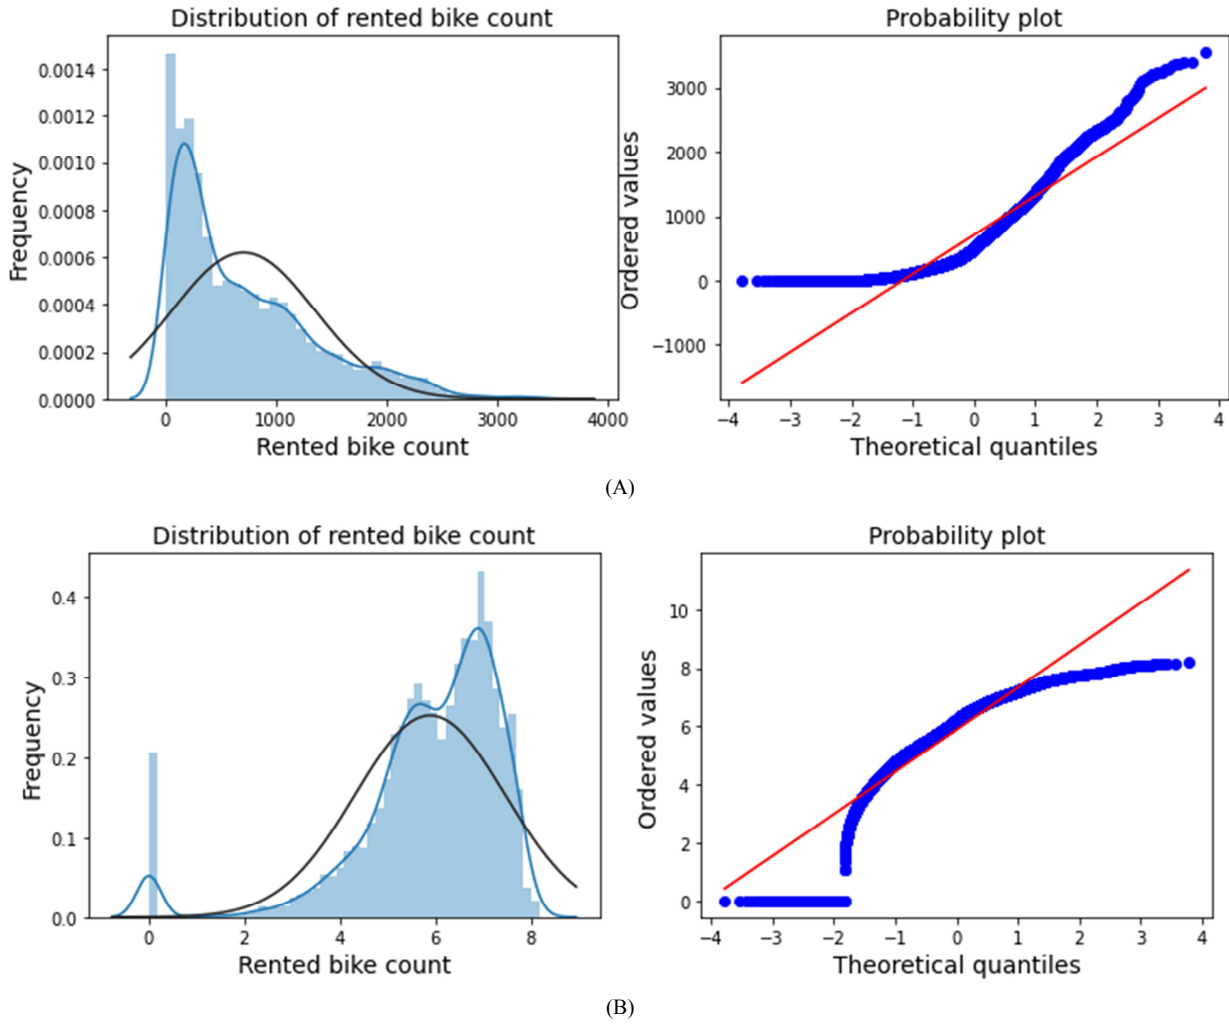 Distribution of rented bike count
Probability plot
0.0014
0.0012
0.0010
0.0008
0.0006
0.0004
0.0002
0.0000
Frequency
0 1000 2000 3000 4000
Rented bike count
3000
2000
1000
0
−1000
Ordered values
−4 −3 −2 −1 0 1 2 3 4
Theoretical quantiles
(A)
Distribution of rented bike count
Probability plot
0.4
0.3
0.2
0.1
0.0
Frequency
0 2 4 6 8
Rented bike count
10
8
6
4
2
0
Ordered values
−4 −3 −2 −1 0 1 2 3 4
Theoretical quantiles
(B)